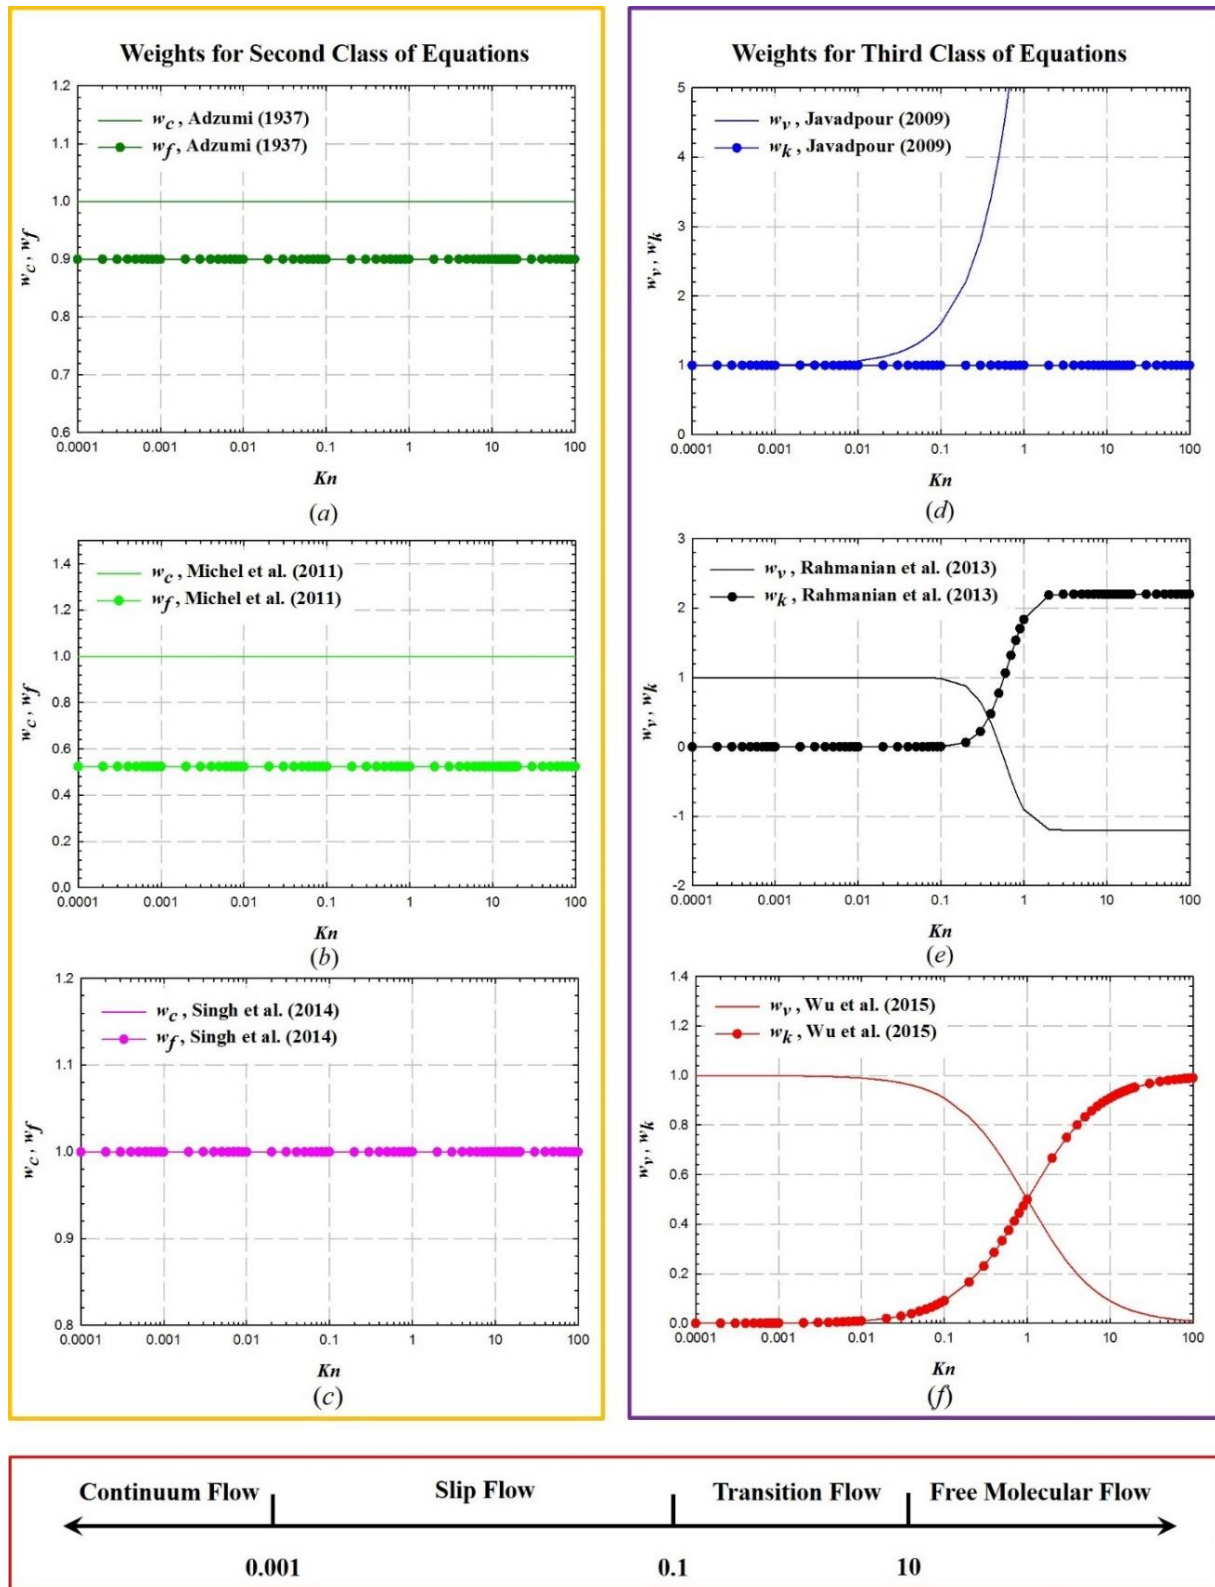 Weights for Second Class of Equations
1.2
1.1
1.0
0.9
0.8
0.7
0.6
w_c , w_f
w_c , Adzumi (1937)
w_f , Adzumi (1937)
0.0001 0.001 0.01 0.1 1 10 100
Kn
(a)
1.4
1.2
1.0
0.8
0.6
0.4
0.2
0.0
w_c , w_f
w_c , Michel et al. (2011)
w_f , Michel et al. (2011)
0.0001 0.001 0.01 0.1 1 10 100
Kn
(b)
1.2
1.1
1.0
0.9
0.8
w_c , w_f
w_c , Singh et al. (2014)
w_f , Singh et al. (2014)
0.0001 0.001 0.01 0.1 1 10 100
Kn
(c)
Weights for Third Class of Equations
5
4
3
2
1
0
w_v , w_k
w_v , Javadpour (2009)
w_k , Javadpour (2009)
0.0001 0.001 0.01 0.1 1 10 100
Kn
(d)
3
2
1
0
-1
-2
w_v , w_k
w_v , Rahmanian et al. (2013)
w_k , Rahmanian et al. (2013)
0.0001 0.001 0.01 0.1 1 10 100
Kn
(e)
1.4
1.2
1.0
0.8
0.6
0.4
0.2
0.0
w_v , w_k
w_v , Wu et al. (2015)
w_k , Wu et al. (2015)
0.0001 0.001 0.01 0.1 1 10 100
Kn
(f)
Continuum Flow Slip Flow Transition Flow Free Molecular Flow
0.001 0.1 10